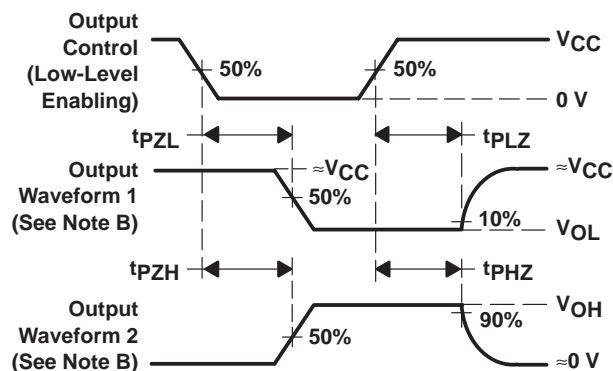 Output
Control
(Low-Level
Enabling)
50%
50%
VCC
0 V
tPZL
tPLZ
Output
Waveform 1
(See Note B)
≈VCC
50%
≈VCC
10%
VOL
tPZH
tPHZ
Output
Waveform 2
(See Note B)
50%
VOH
90%
≈0 V